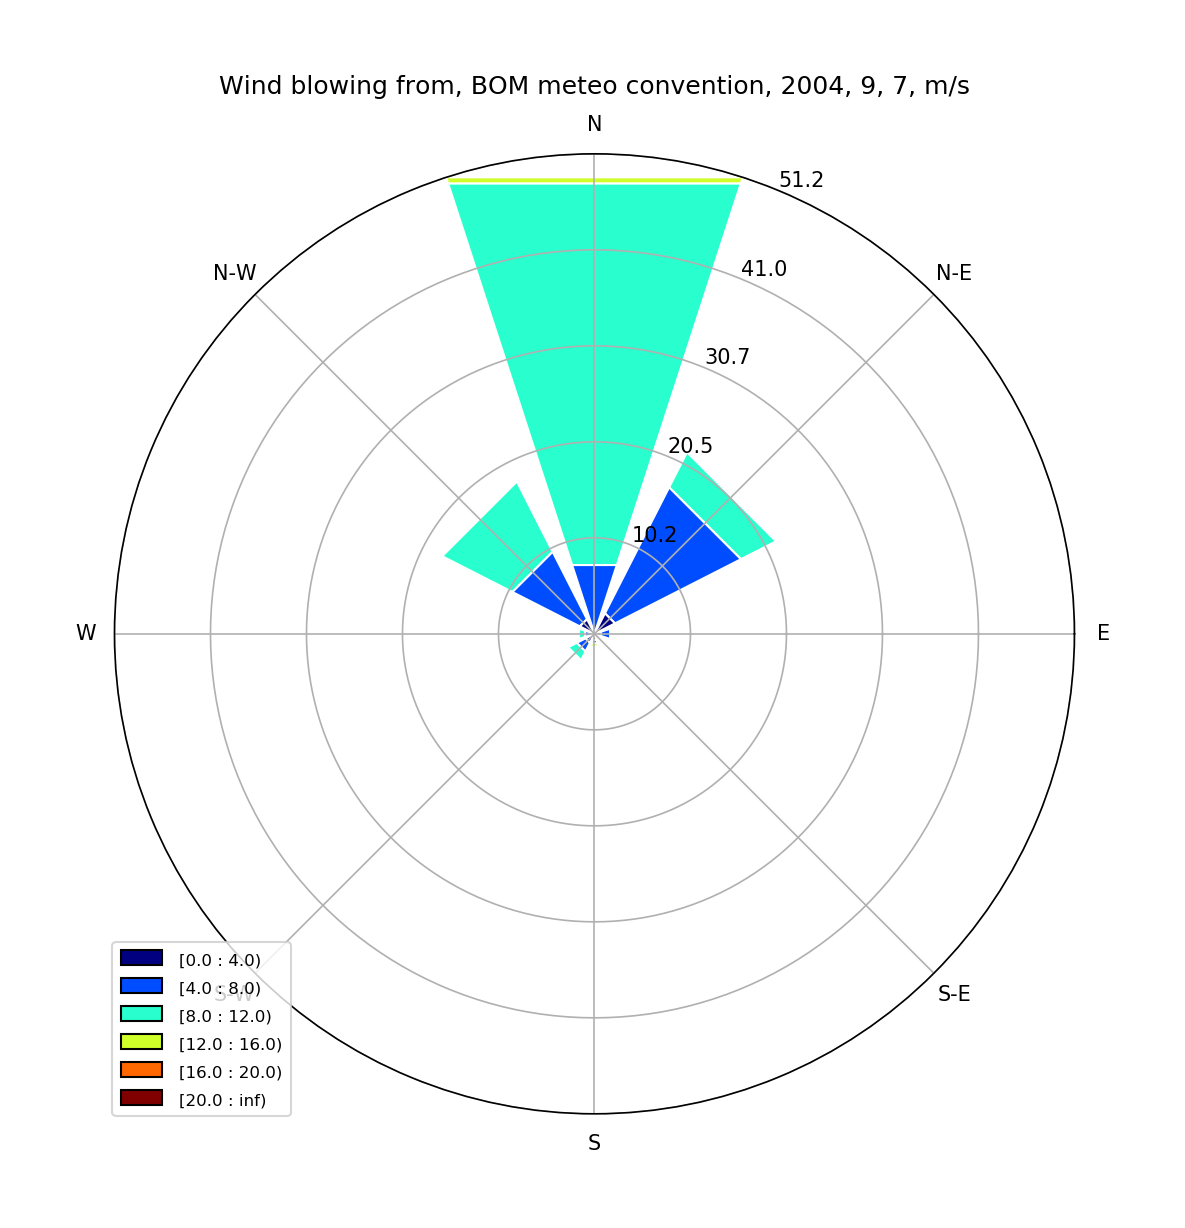 Wind blowing from, BOM meteo convention, 2004, 9, 7, m/s
N
51.2
N-W
41.0
N-E
30.7
20.5
10.2
W
E
[0.0 : 4.0)
[4.0 : 8.0)
S-W
S-E
[8.0 : 12.0)
[12.0 : 16.0)
[16.0 : 20.0)
[20.0 : inf)
S